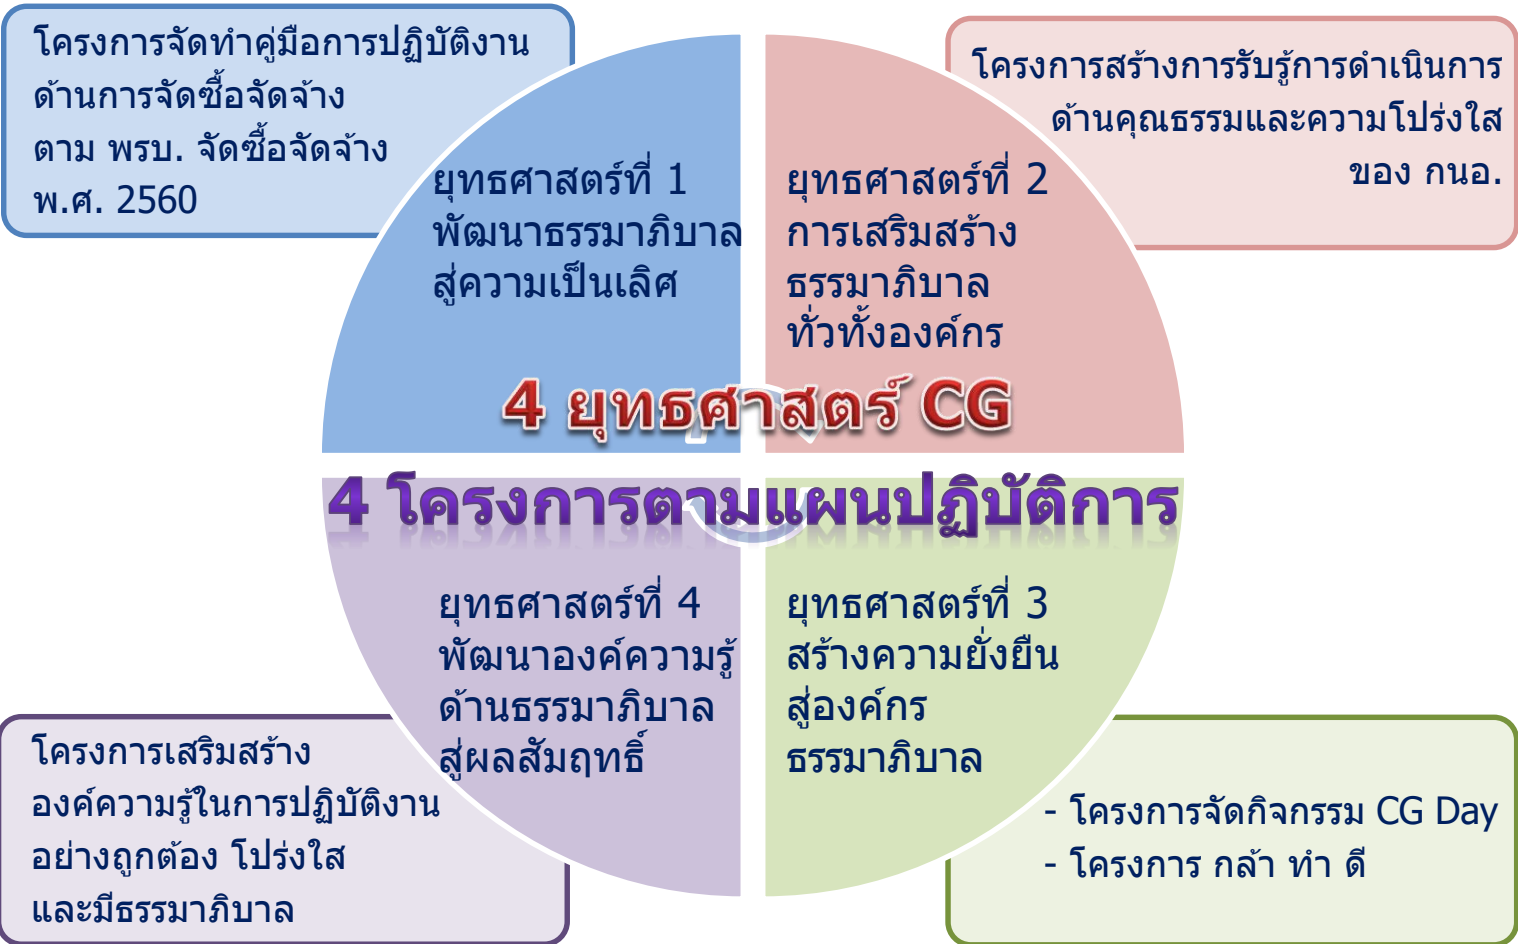 โครงการจัดทำคู่มือการปฏิบัติงาน
ด้านการจัดซื้อจัดจ้าง
ตาม พรบ. จัดซื้อจัดจ้าง
พ.ศ. 2560
โครงการสร้างการรับรู้การดำเนินการ
ด้านคุณธรรมและความโปร่งใส
ของ กนอ.
ยุทธศาสตร์ที่ 1
พัฒนาธรรมาภิบาล
สู่ความเป็นเลิศ
ยุทธศาสตร์ที่ 2
การเสริมสร้าง
ธรรมาภิบาล
ทั่วทั้งองค์กร
4 ยุทธศาสตร์ CG
4 โครงการตามแผนปฏิบัติการ
ยุทธศาสตร์ที่ 4
พัฒนาองค์ความรู้
ด้านธรรมาภิบาล
สู่ผลสัมฤทธิ์
ยุทธศาสตร์ที่ 3
สร้างความยั่งยืน
สู่องค์กร
ธรรมาภิบาล
โครงการเสริมสร้าง
องค์ความรู้ในการปฏิบัติงาน
อย่างถูกต้อง โปร่งใส
และมีธรรมาภิบาล
- โครงการจัดกิจกรรม CG Day
- โครงการ กล้า ทำ ดี